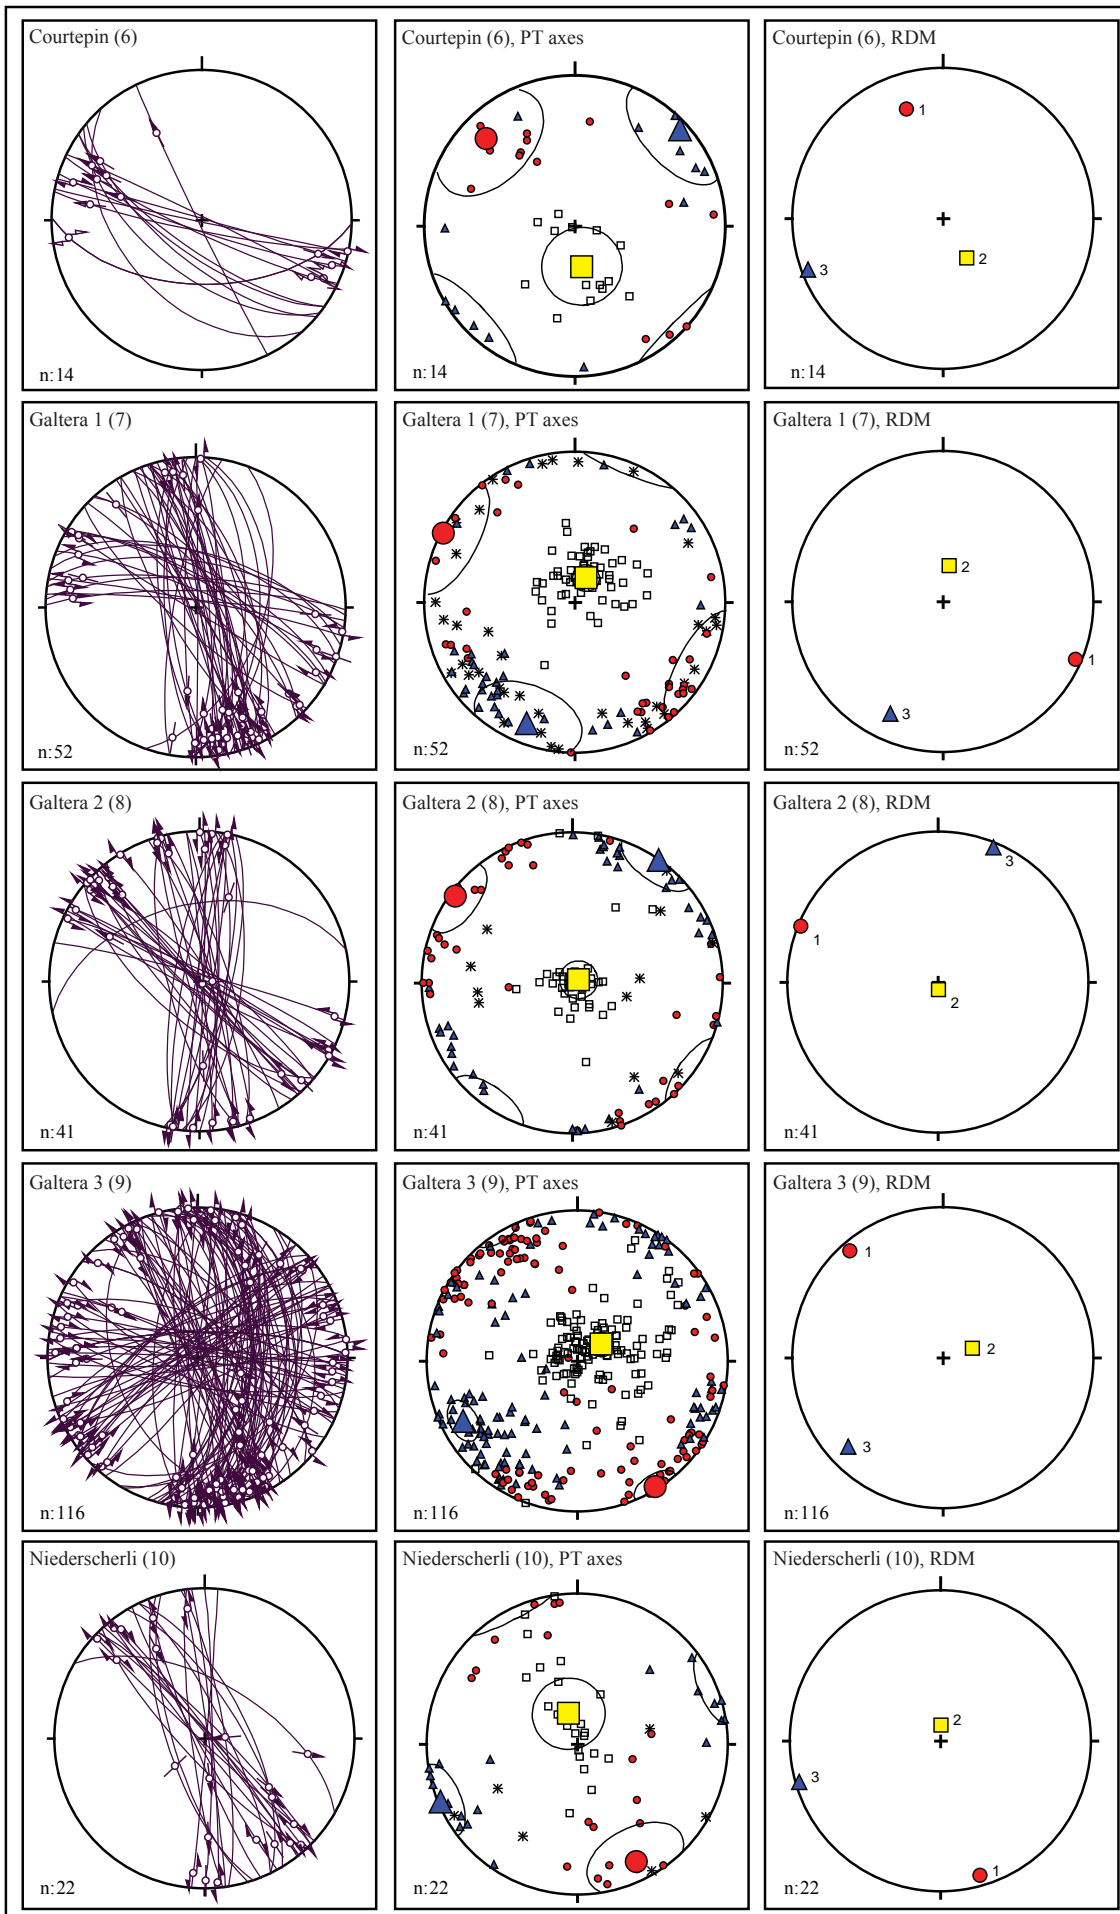 Courtepin (6)
Courtepin (6), PT axes
Courtepin (6), RDM
1
2
3
n:14
n:14
n:14
Galtera 1 (7)
Galtera 1 (7), PT axes
Galtera 1 (7), RDM
2
1
3
n:52
n:52
n:52
Galtera 2 (8)
Galtera 2 (8), PT axes
Galtera 2 (8), RDM
3
1
2
n:41
n:41
n:41
Galtera 3 (9)
Galtera 3 (9), PT axes
Galtera 3 (9), RDM
1
2
3
n:116
n:116
n:116
Niederscherli (10)
Niederscherli (10), PT axes
Niederscherli (10), RDM
2
3
1
n:22
n:22
n:22